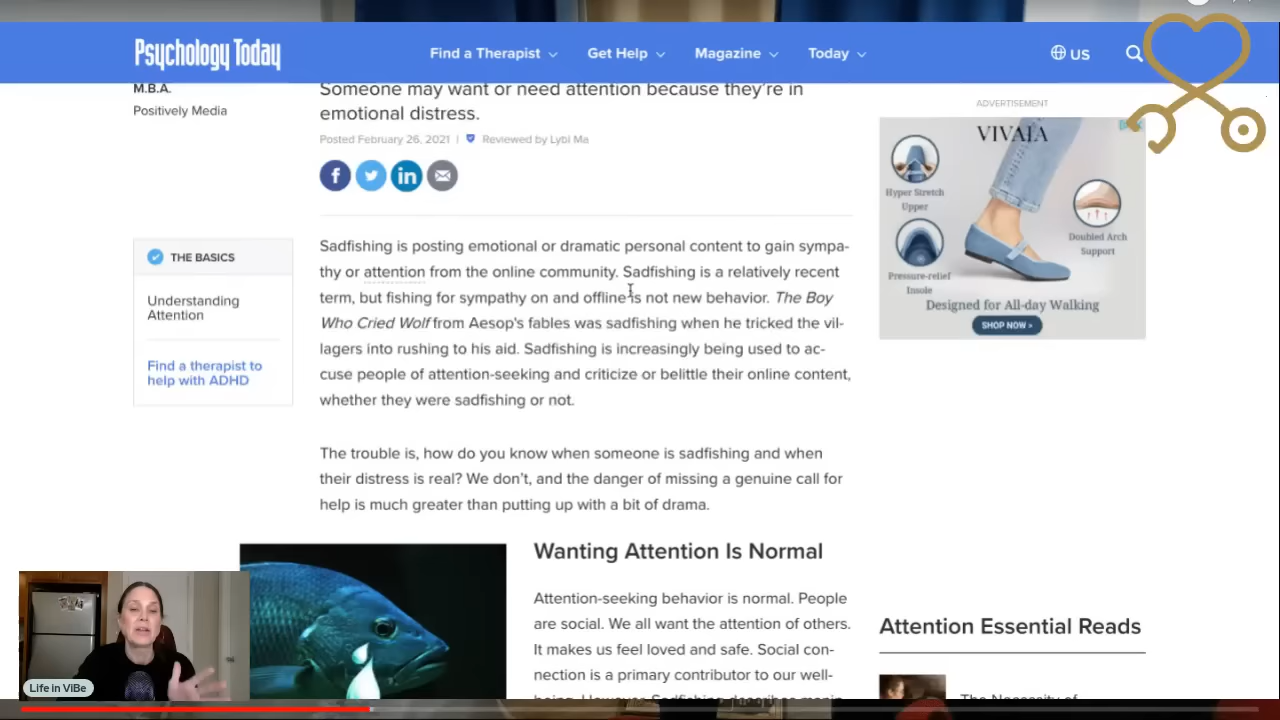 Psychology Today
Find a Therapist
Get Help
Magazine
Today
US
M.B.A.
Positively Media
Someone may want or need attention because they're in
emotional distress.
Posted February 26, 2021 | Reviewed by Lybi Ma
THE BASICS
Understanding
Attention
Find a therapist to
help with ADHD
Sadfishing is posting emotional or dramatic personal content to gain sympa-
thy or attention from the online community. Sadfishing is a relatively recent
term, but fishing for sympathy on and offline is not new behavior. The Boy
Who Cried Wolf from Aesop's fables was sadfishing when he tricked the vil-
lagers into rushing to his aid. Sadfishing is increasingly being used to ac-
cuse people of attention-seeking and criticize or belittle their online content,
whether they were sadfishing or not.
The trouble is, how do you know when someone is sadfishing and when
their distress is real? We don't, and the danger of missing a genuine call for
help is much greater than putting up with a bit of drama.
Wanting Attention Is Normal
Attention-seeking behavior is normal. People
are social. We all want the attention of others.
It makes us feel loved and safe. Social con-
nection is a primary contributor to our well-
being. However, Sadfishing describes manip-
ADVERTISEMENT
VIVAIA
Hyper Stretch
Upper
Doubled Arch
Support
Pressure-relief
Insole
Designed for All-day Walking
SHOP NOW >
Attention Essential Reads
The Necessity of
Life in VIBe